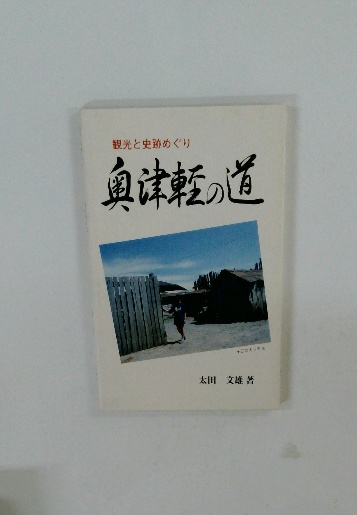 観光と史跡めぐり
奥津軽の道
太田 文雄 著